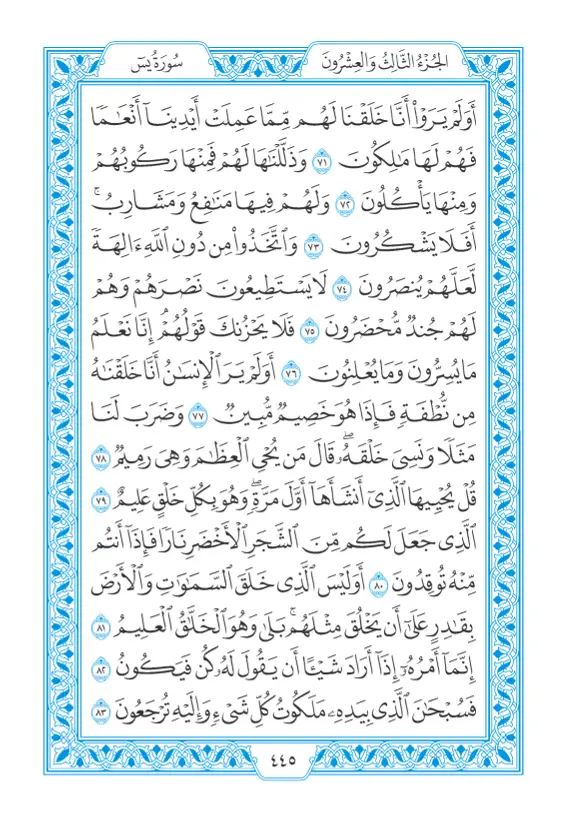 الجُزْءُ الثَّالِثُ وَالعِشْرُونَ
سُورَةُ يسٓ
أَوَلَمْ يَرَوْاْ أَنَّا خَلَقْنَا لَهُم مِّمَّا عَمِلَتْ أَيْدِينَآ أَنْعَٰمًا
فَهُمْ لَهَا مَٰلِكُونَ ٧١ وَذَلَّلْنَٰهَا لَهُمْ فَمِنْهَا رَكُوبُهُمْ
وَمِنْهَا يَأْكُلُونَ ٧٢ وَلَهُمْ فِيهَا مَنَٰفِعُ وَمَشَارِبُۚ
أَفَلَا يَشْكُرُونَ ٧٣ وَٱتَّخَذُواْ مِن دُونِ ٱللَّهِ ءَالِهَةً
لَّعَلَّهُمْ يُنصَرُونَ ٧٤ لَا يَسْتَطِيعُونَ نَصْرَهُمْ وَهُمْ
لَهُمْ جُندٌ مُّحْضَرُونَ ٧٥ فَلَا يَحْزُنكَ قَوْلُهُمْۘ إِنَّا نَعْلَمُ
مَا يُسِرُّونَ وَمَا يُعْلِنُونَ ٧٦ أَوَلَمْ يَرَ ٱلْإِنسَٰنُ أَنَّا خَلَقْنَٰهُ
مِن نُّطْفَةٍ فَإِذَا هُوَ خَصِيمٌ مُّبِينٌ ٧٧ وَضَرَبَ لَنَا
مَثَلًا وَنَسِىَ خَلْقَهُۥۖ قَالَ مَن يُحْىِ ٱلْعِظَٰمَ وَهِىَ رَمِيمٌ ٧٨
قُلْ يُحْيِيهَا ٱلَّذِىٓ أَنشَأَهَآ أَوَّلَ مَرَّةٍۖ وَهُوَ بِكُلِّ خَلْقٍ عَلِيمٌ ٧٩
ٱلَّذِى جَعَلَ لَكُم مِّنَ ٱلشَّجَرِ ٱلْأَخْضَرِ نَارًا فَإِذَآ أَنتُم
مِّنْهُ تُوقِدُونَ ٨٠ أَوَلَيْسَ ٱلَّذِى خَلَقَ ٱلسَّمَٰوَٰتِ وَٱلْأَرْضَ
بِقَٰدِرٍ عَلَىٰٓ أَن يَخْلُقَ مِثْلَهُمۚ بَلَىٰ وَهُوَ ٱلْخَلَّٰقُ ٱلْعَلِيمُ ٨١
إِنَّمَآ أَمْرُهُۥٓ إِذَآ أَرَادَ شَيْـًٔا أَن يَقُولَ لَهُۥ كُن فَيَكُونُ ٨٢
فَسُبْحَٰنَ ٱلَّذِى بِيَدِهِۦ مَلَكُوتُ كُلِّ شَىْءٍ وَإِلَيْهِ تُرْجَعُونَ ٨٣
٤٤٥